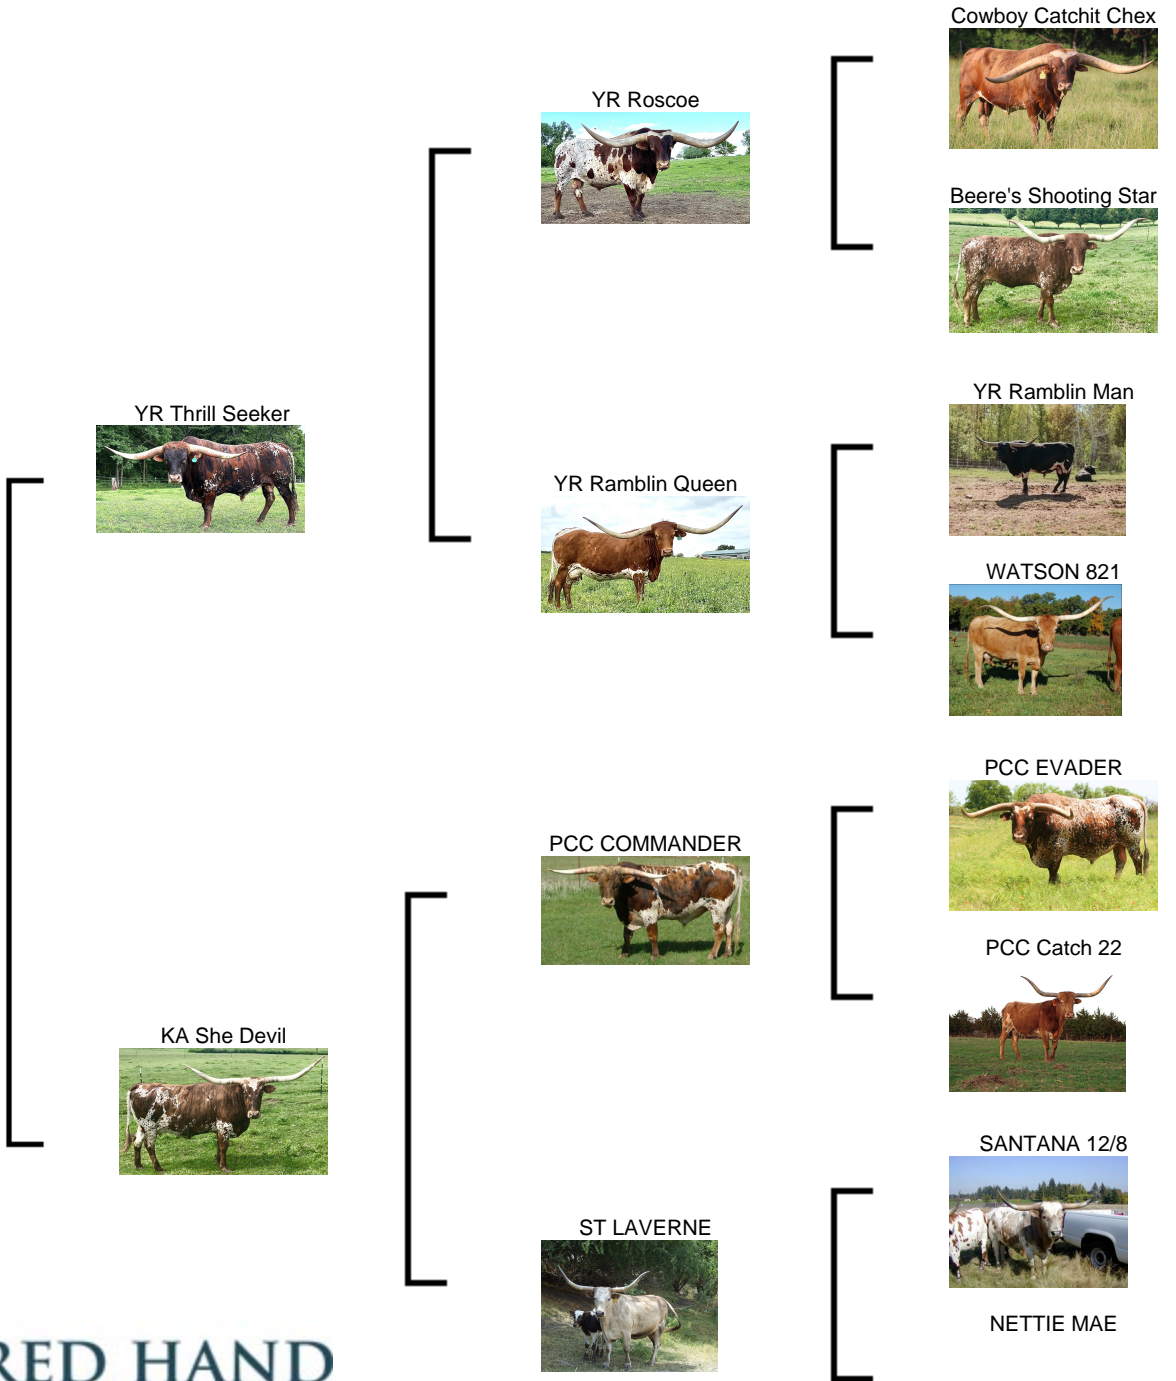 Cowboy Catchit Chex
YR Roscoe
Beere's Shooting Star
YR Thrill Seeker
YR Ramblin Man
YR Ramblin Queen
WATSON 821
PCC EVADER
PCC COMMANDER
PCC Catch 22
KA She Devil
SANTANA 12/8
ST LAVERNE
NETTIE MAE
RED HAND